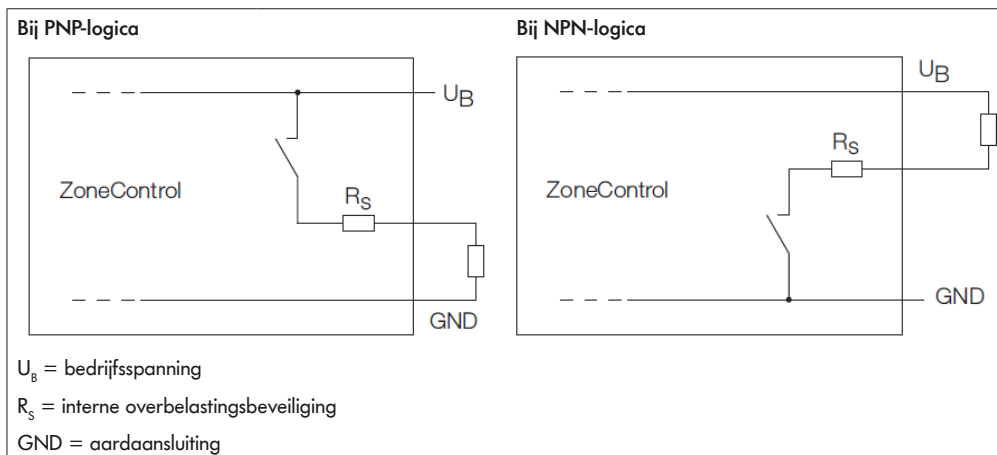 Bij PNP-logica
U_B
ZoneControl
R_S
GND
Bij NPN-logica
U_B
R_S
ZoneControl
GND
U_B = bedrijfsspanning
R_S = interne overbelastingsbeveiliging
GND = aardaansluiting